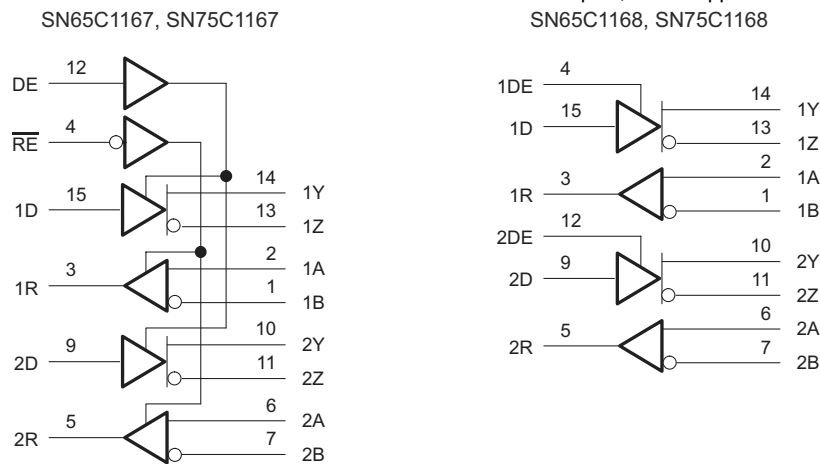 SN65C1167, SN75C1167
DE
12
RE
4
1D
15
14
1Y
13
1Z
1R
3
2
1A
1
1B
2D
9
10
2Y
11
2Z
2R
5
6
2A
7
2B
SN65C1168, SN75C1168
1DE
4
1D
15
14
1Y
13
1Z
1R
3
2
1A
1
1B
2DE
12
2D
9
10
2Y
11
2Z
2R
5
6
2A
7
2B